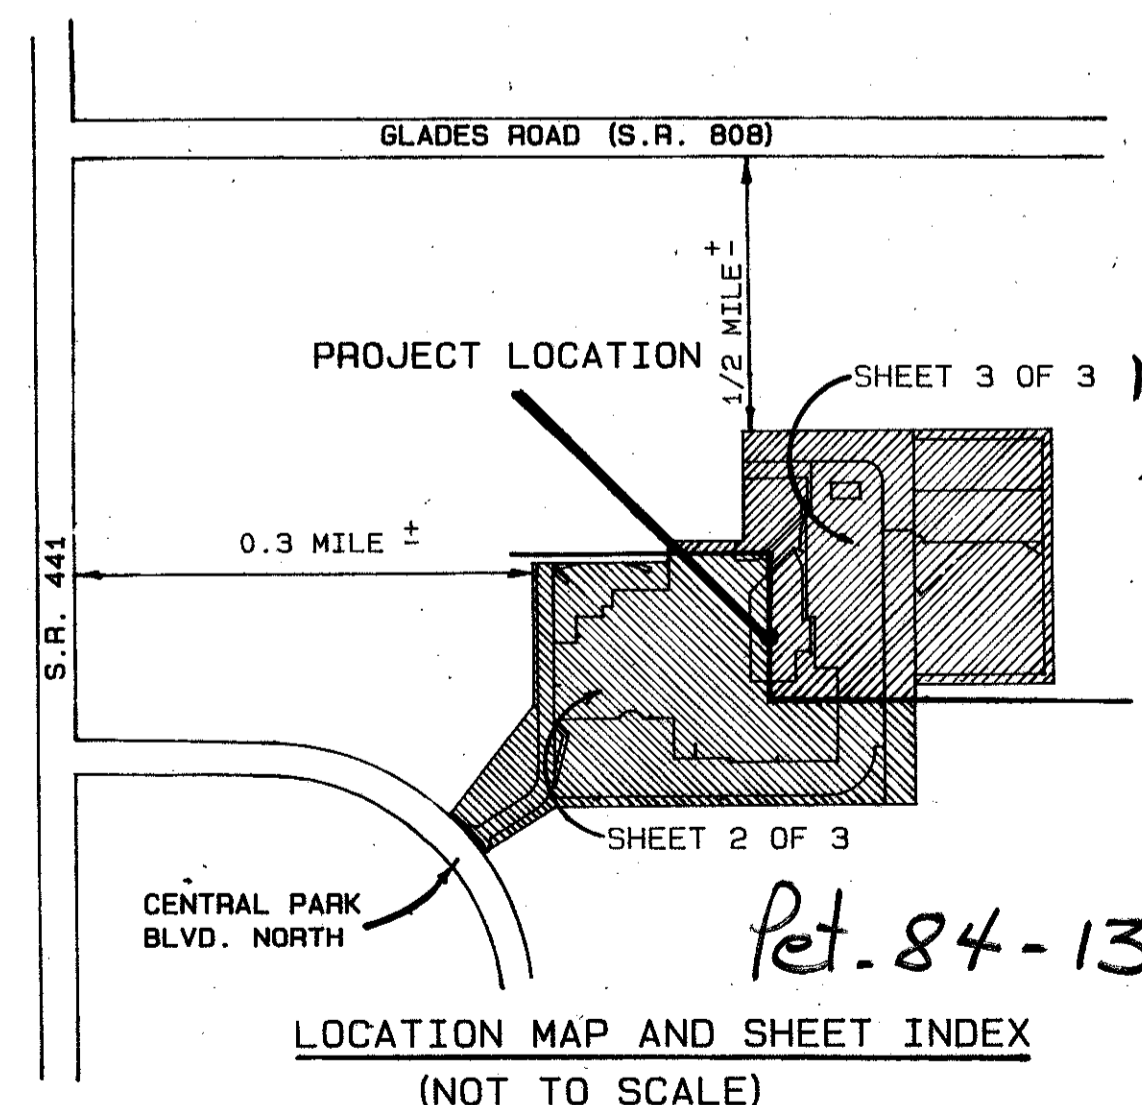 GLADES ROAD (S.R. 808)
1/2 MILE ±
PROJECT LOCATION
SHEET 3 OF 3
0.3 MILE ±
S.R. 441
SHEET 2 OF 3
CENTRAL PARK
BLVD. NORTH
Pet. 84-13
LOCATION MAP AND SHEET INDEX
(NOT TO SCALE)